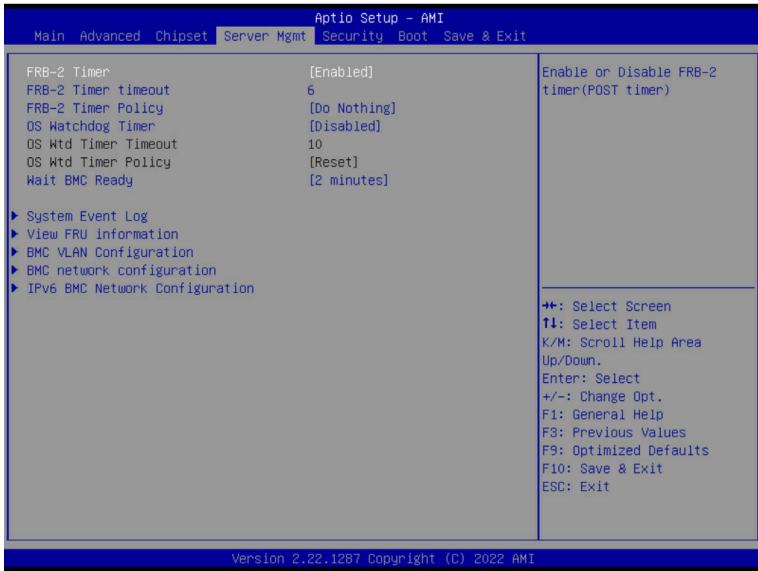 Aptio Setup – AMI
Main Advanced Chipset Server Mgmt Security Boot Save & Exit
FRB-2 Timer [Enabled]
FRB-2 Timer timeout 6
FRB-2 Timer Policy [Do Nothing]
OS Watchdog Timer [Disabled]
OS Wtd Timer Timeout 10
OS Wtd Timer Policy [Reset]
Wait BMC Ready [2 minutes]
System Event Log
View FRU information
BMC VLAN Configuration
BMC network configuration
IPv6 BMC Network Configuration
Enable or Disable FRB-2
timer(POST timer)
→←: Select Screen
↑↓: Select Item
K/M: Scroll Help Area
Up/Down.
Enter: Select
+/-: Change Opt.
F1: General Help
F3: Previous Values
F9: Optimized Defaults
F10: Save & Exit
ESC: Exit
Version 2.22.1287 Copyright (C) 2022 AMI